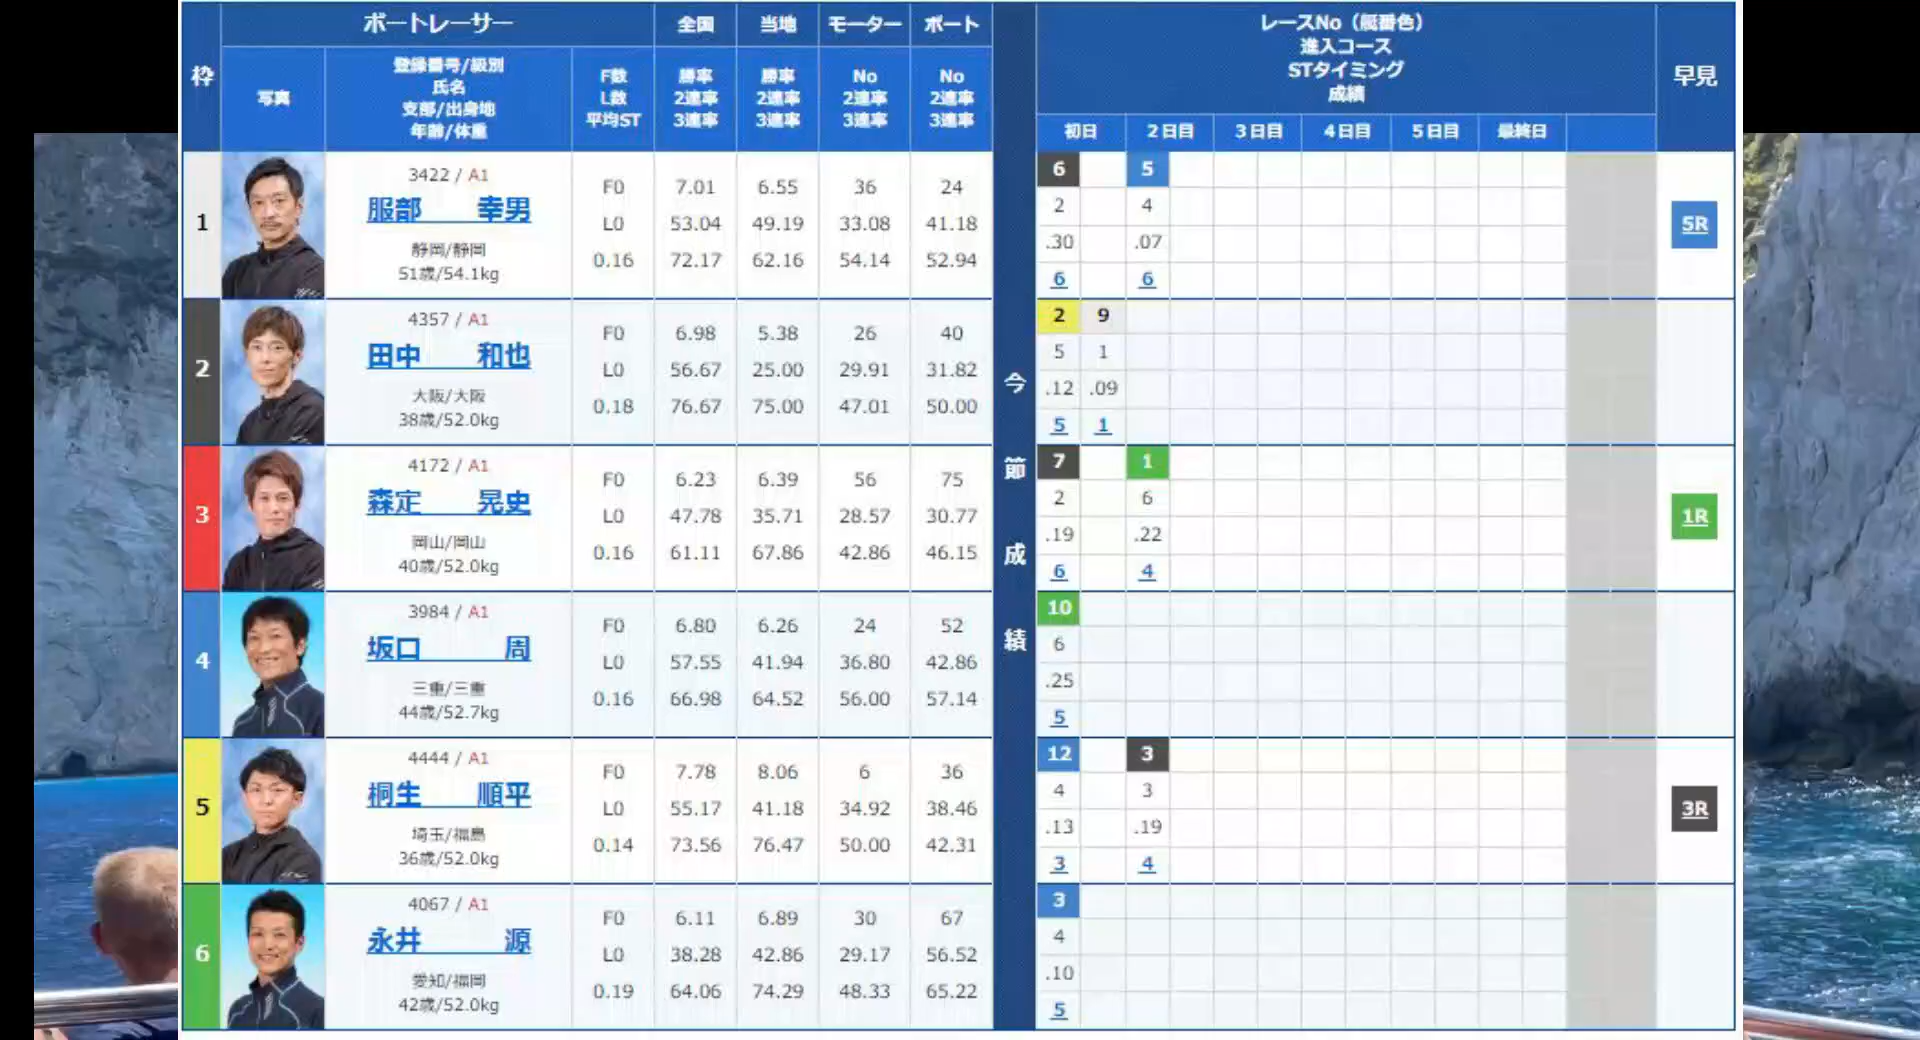 枠 ボートレーサー 全国 当地 モーター ボート レースNo（艇番色） 早見
進入コース
STタイミング
成績
写真 登録番号/級別 F数 勝率 勝率 No No
氏名 L数 2連率 2連率 2連率 2連率
支部/出身地 平均ST 3連率 3連率 3連率 3連率
年齢/体重
初日 2日目 3日目 4日目 5日目 最終日
今節成績
1 3422 / A1 F0 7.01 6.55 36 24 6 5
服部 幸男 L0 53.04 49.19 33.08 41.18 2 4 5R
静岡/静岡 0.16 72.17 62.16 54.14 52.94 .30 .07
51歳/54.1kg 6 6
2 4357 / A1 F0 6.98 5.38 26 40 2 9
田中 和也 L0 56.67 25.00 29.91 31.82 5 1
大阪/大阪 0.18 76.67 75.00 47.01 50.00 .12 .09
38歳/52.0kg 5 1
3 4172 / A1 F0 6.23 6.39 56 75 7 1
森定 晃史 L0 47.78 35.71 28.57 30.77 2 6 1R
岡山/岡山 0.16 61.11 67.86 42.86 46.15 .19 .22
40歳/52.0kg 6 4
4 3984 / A1 F0 6.80 6.26 24 52 10
坂口 周 L0 57.55 41.94 36.80 42.86 6
三重/三重 0.16 66.98 64.52 56.00 57.14 .25
44歳/52.7kg 5
5 4444 / A1 F0 7.78 8.06 6 36 12 3
桐生 順平 L0 55.17 41.18 34.92 38.46 4 3 3R
埼玉/福島 0.14 73.56 76.47 50.00 42.31 .13 .19
36歳/52.0kg 3 4
6 4067 / A1 F0 6.11 6.89 30 67 3
永井 源 L0 38.28 42.86 29.17 56.52 4
愛知/福岡 0.19 64.06 74.29 48.33 65.22 .10
42歳/52.0kg 5